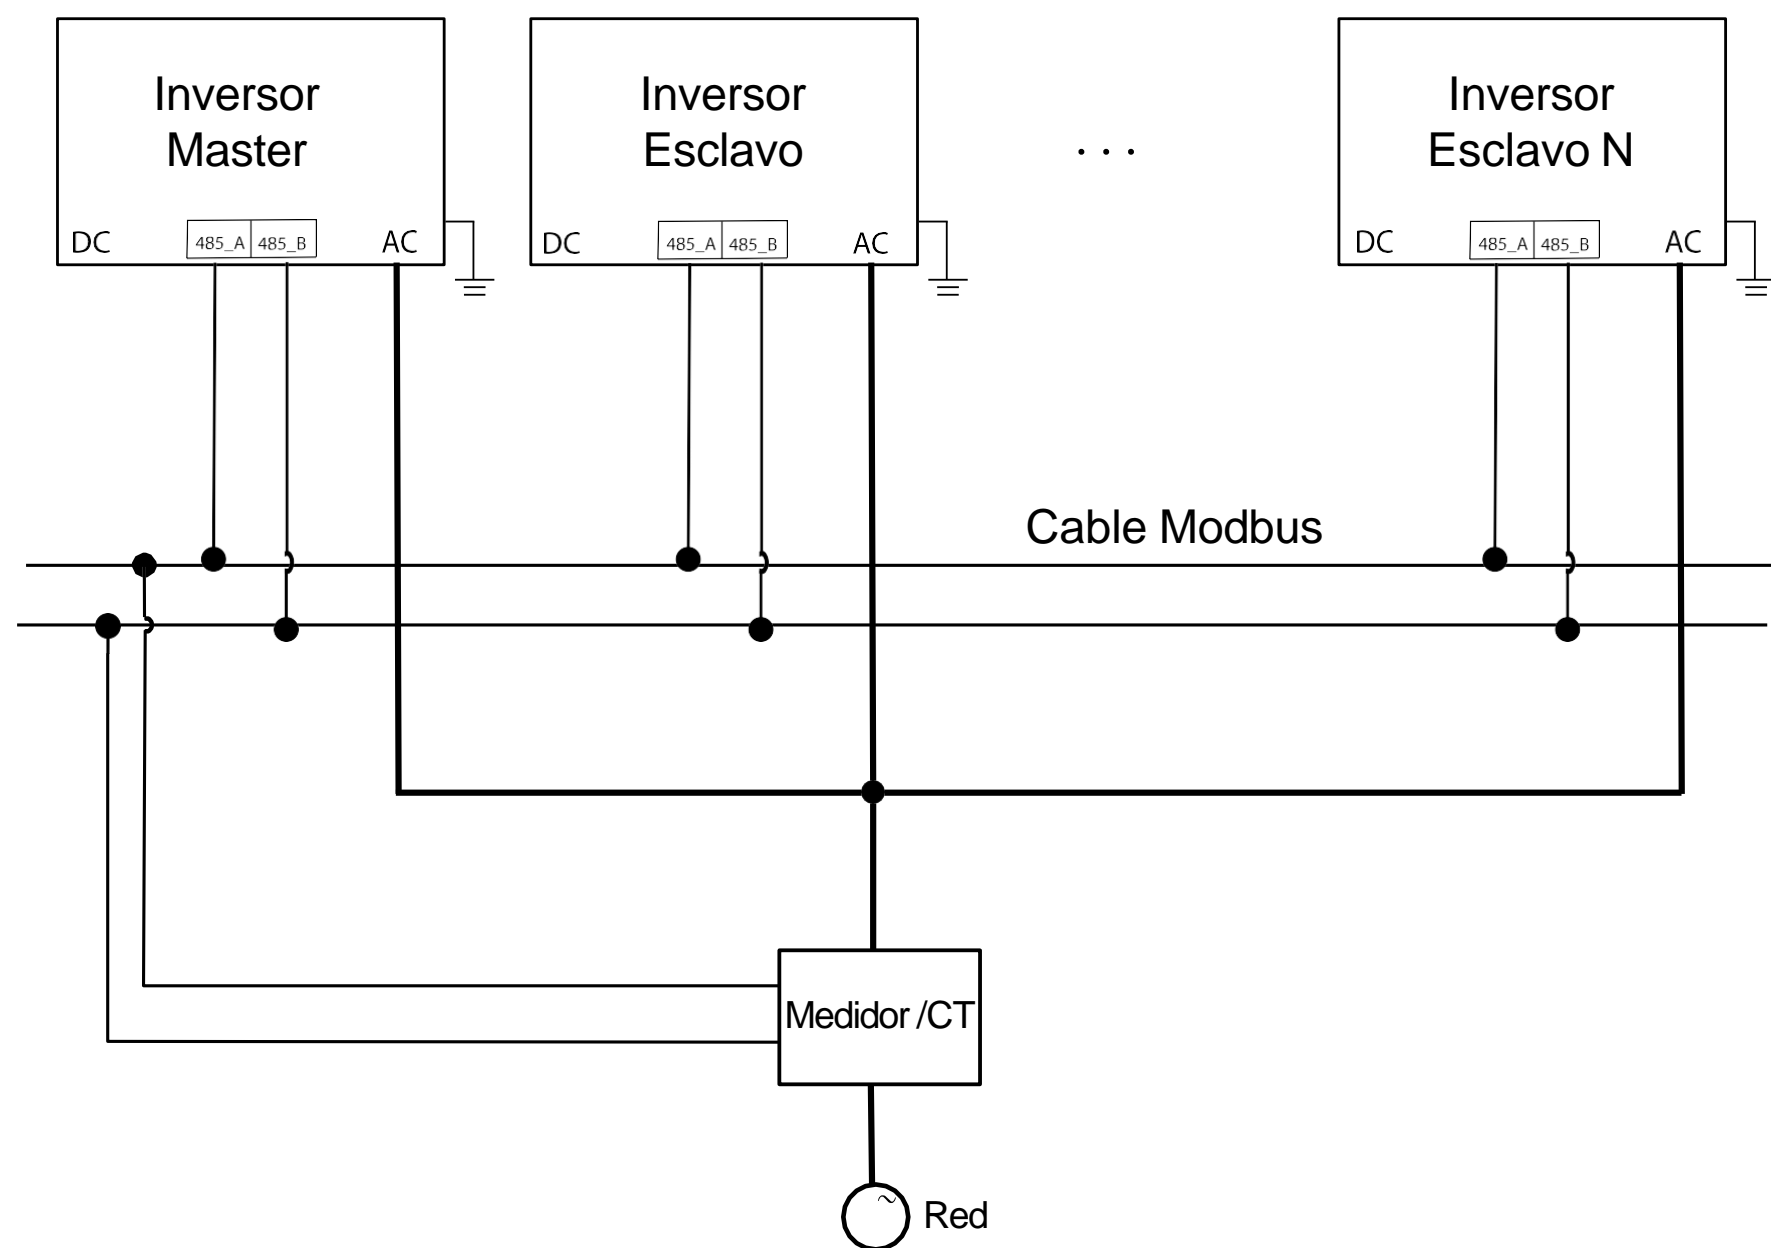 Inversor
Master
DC
485_A
485_B
AC
Inversor
Esclavo
DC
485_A
485_B
AC
. . .
Inversor
Esclavo N
DC
485_A
485_B
AC
Cable Modbus
Medidor /CT
~
Red